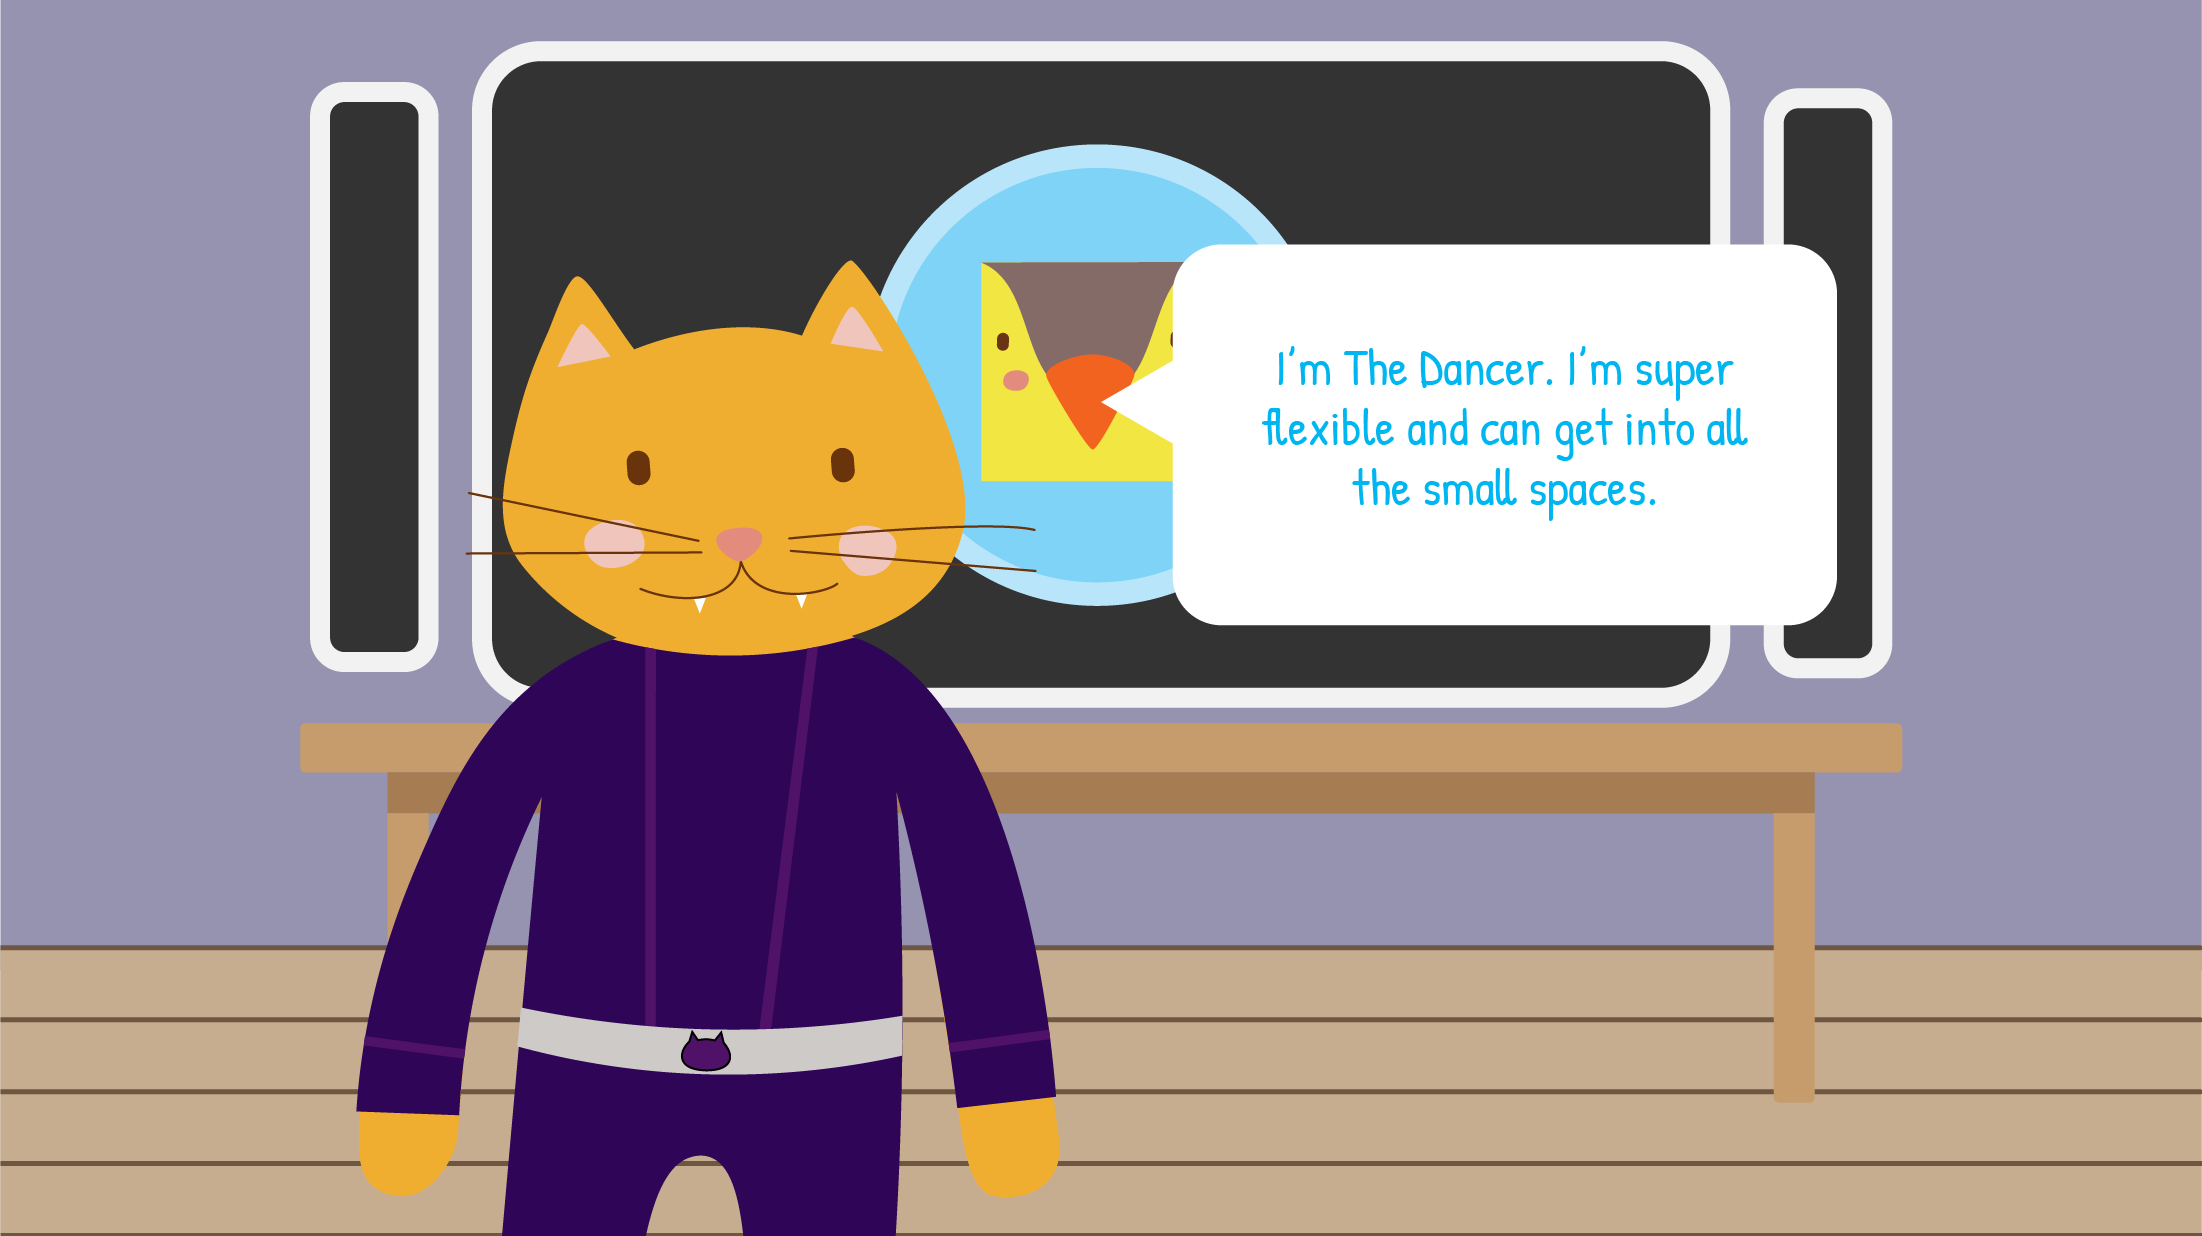 I'm The Dancer. I'm super
flexible and can get into all
the small spaces.